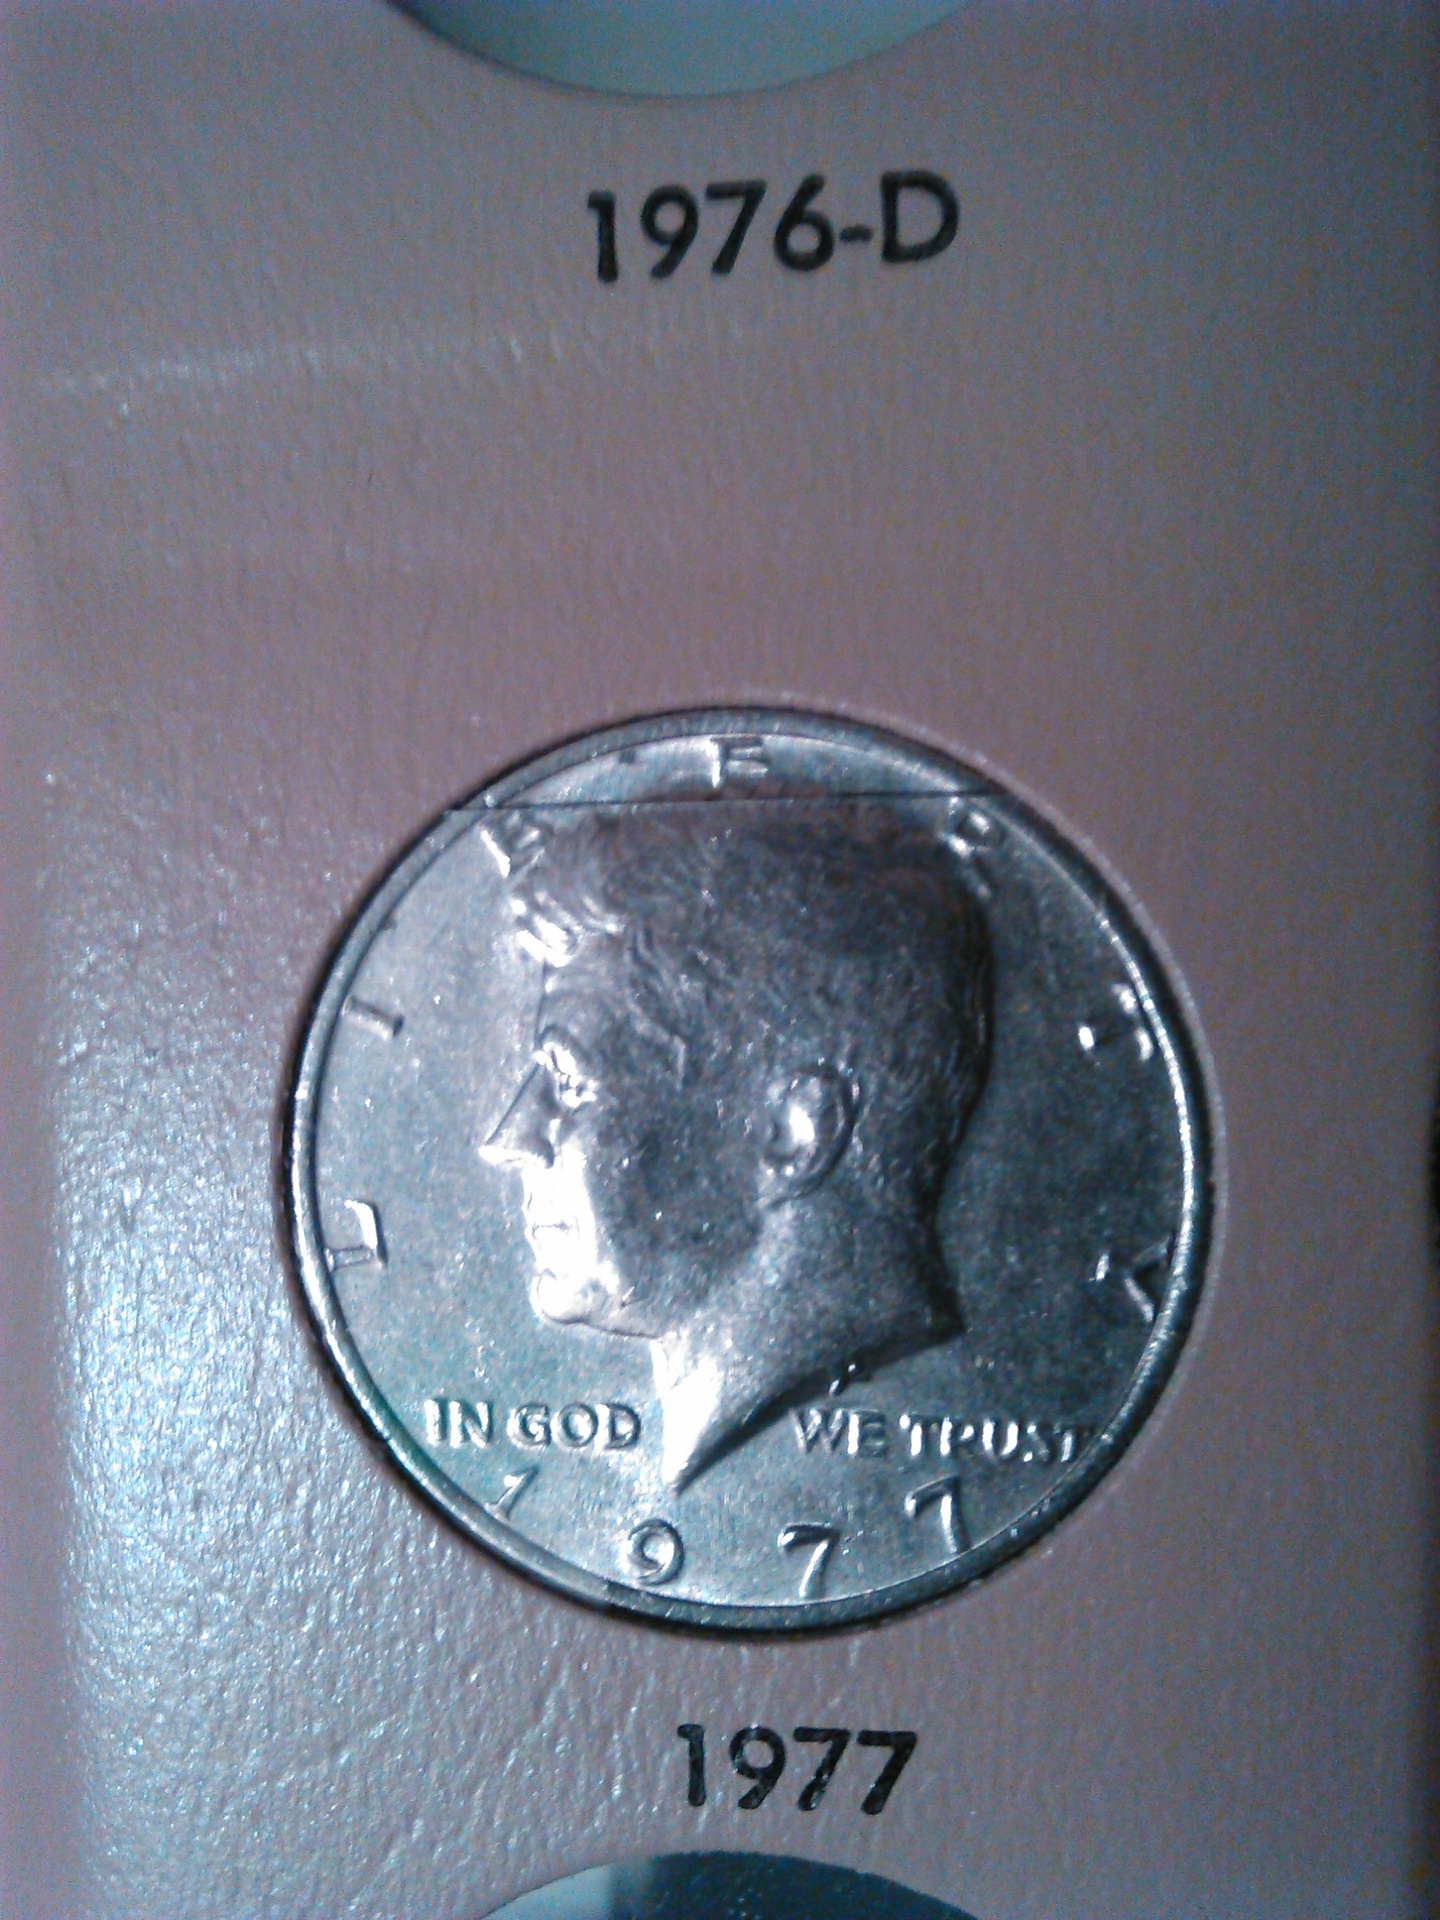 1976-D
LIBERTY
IN GOD WE TRUST
1977
1977